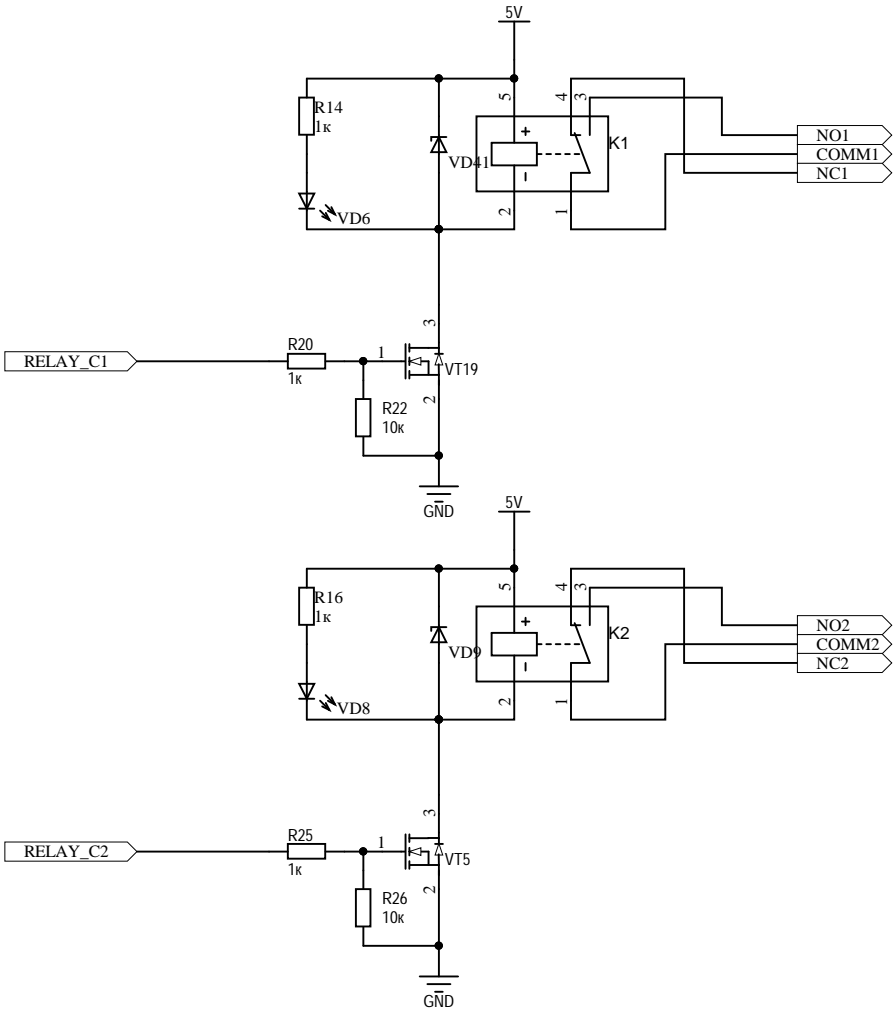 5V
R14
1к
VD6
VD41
5
+
-
2
4
3
1
K1
NO1
COMM1
NC1
RELAY_C1
R20
1к
1
3
VT19
2
R22
10к
GND
5V
R16
1к
VD8
VD9
5
+
-
2
4
3
1
K2
NO2
COMM2
NC2
RELAY_C2
R25
1к
1
3
VT5
2
R26
10к
GND